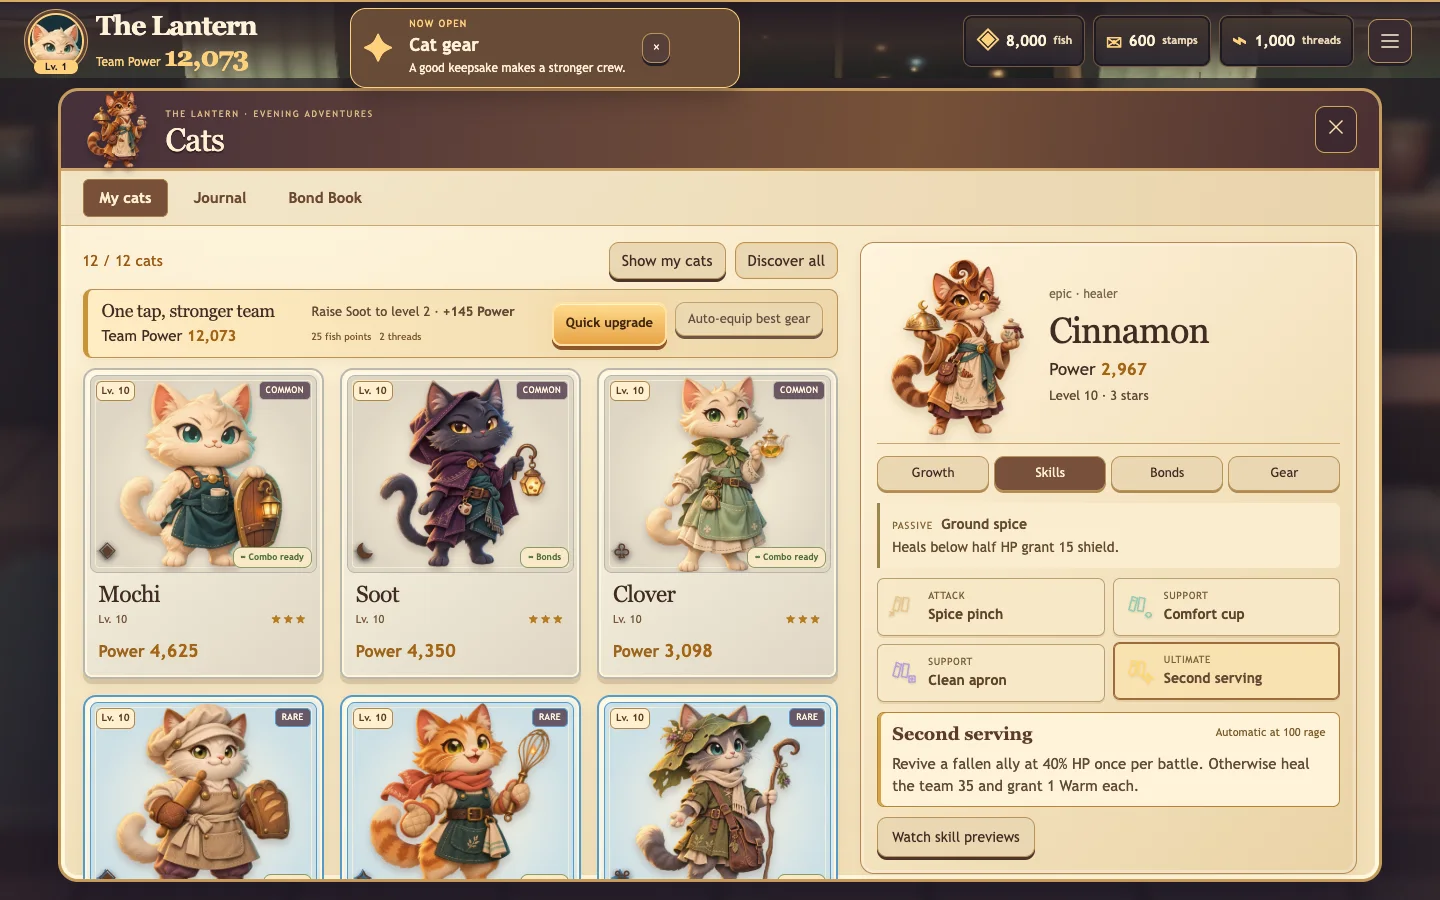 The Lantern
Team Power 12,073
Lv. 1
NOW OPEN
Cat gear
A good keepsake makes a stronger crew.
×
8,000 fish
600 stamps
1,000 threads
THE LANTERN · EVENING ADVENTURES
Cats
My cats
Journal
Bond Book
12 / 12 cats
Show my cats
Discover all
One tap, stronger team
Team Power 12,073
Raise Soot to level 2 · +145 Power
25 fish points 2 threads
Quick upgrade
Auto-equip best gear
Lv. 10
COMMON
Combo ready
Mochi
Lv. 10
Power 4,625
Lv. 10
COMMON
Bonds
Soot
Lv. 10
Power 4,350
Lv. 10
COMMON
Combo ready
Clover
Lv. 10
Power 3,098
Lv. 10
RARE
Lv. 10
RARE
Lv. 10
RARE
epic · healer
Cinnamon
Power 2,967
Level 10 · 3 stars
Growth
Skills
Bonds
Gear
PASSIVE Ground spice
Heals below half HP grant 15 shield.
ATTACK
Spice pinch
SUPPORT
Comfort cup
SUPPORT
Clean apron
ULTIMATE
Second serving
Second serving
Automatic at 100 rage
Revive a fallen ally at 40% HP once per battle. Otherwise heal
the team 35 and grant 1 Warm each.
Watch skill previews